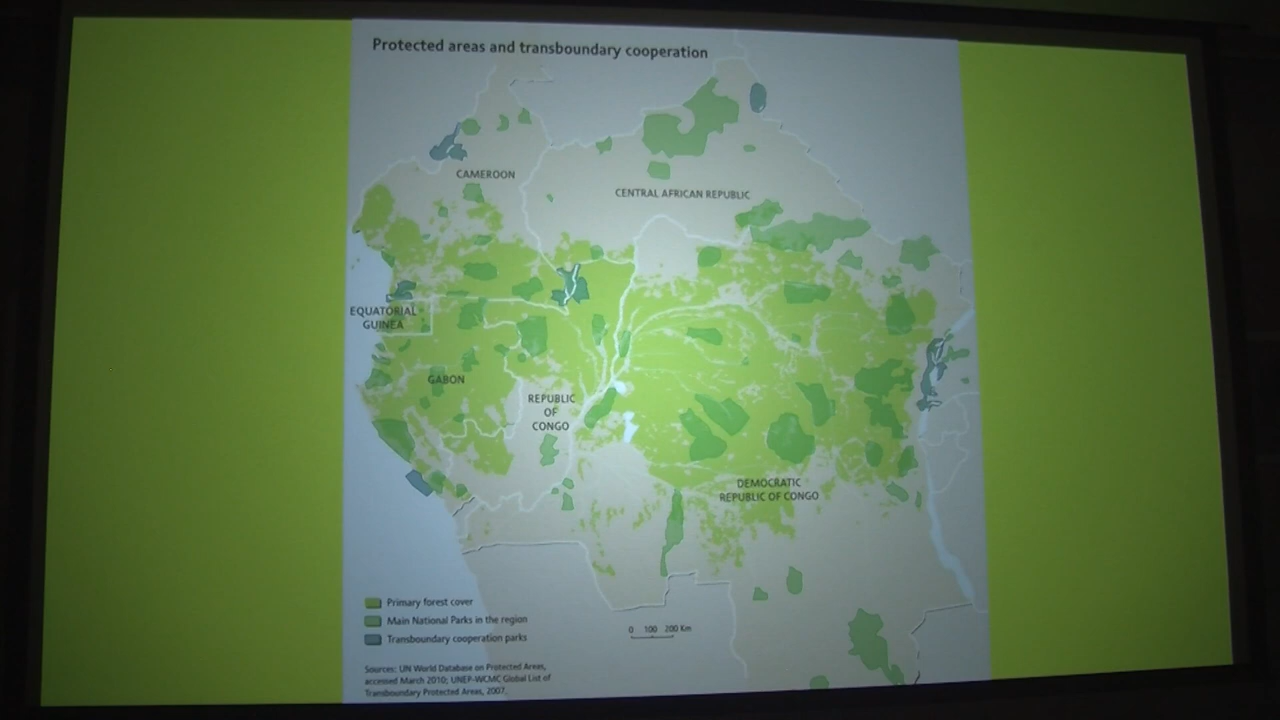 Protected areas and transboundary cooperation
CAMEROON
CENTRAL AFRICAN REPUBLIC
EQUATORIAL
GUINEA
GABON
REPUBLIC
OF
CONGO
DEMOCRATIC
REPUBLIC OF CONGO
Primary forest cover
Main National Parks in the region
Transboundary cooperation parks
0 100 200 Km
Sources: UN World Database on Protected Areas,
accessed March 2010; UNEP-WCMC Global List of
Transboundary Protected Areas, 2007.